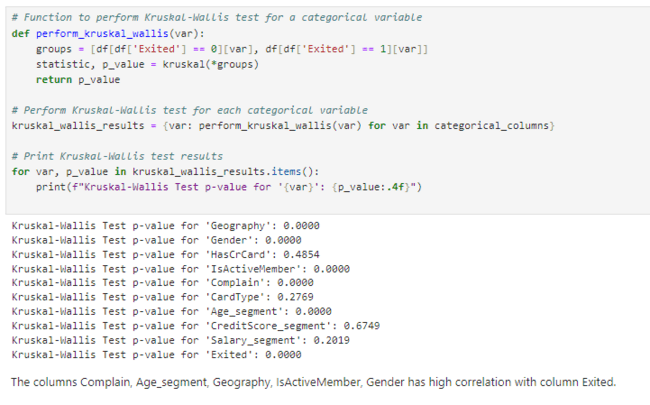 # Function to perform Kruskal-Wallis test for a categorical variable
def perform_kruskal_wallis(var):
    groups = [df[df['Exited'] == 0][var], df[df['Exited'] == 1][var]]
    statistic, p_value = kruskal(*groups)
    return p_value

# Perform Kruskal-Wallis test for each categorical variable
kruskal_wallis_results = {var: perform_kruskal_wallis(var) for var in categorical_columns}

# Print Kruskal-Wallis test results
for var, p_value in kruskal_wallis_results.items():
    print(f"Kruskal-Wallis Test p-value for '{var}': {p_value:.4f}")

Kruskal-Wallis Test p-value for 'Geography': 0.0000
Kruskal-Wallis Test p-value for 'Gender': 0.0000
Kruskal-Wallis Test p-value for 'HasCrCard': 0.4854
Kruskal-Wallis Test p-value for 'IsActiveMember': 0.0000
Kruskal-Wallis Test p-value for 'Complain': 0.0000
Kruskal-Wallis Test p-value for 'CardType': 0.2769
Kruskal-Wallis Test p-value for 'Age_segment': 0.0000
Kruskal-Wallis Test p-value for 'CreditScore_segment': 0.6749
Kruskal-Wallis Test p-value for 'Salary_segment': 0.2019
Kruskal-Wallis Test p-value for 'Exited': 0.0000

The columns Complain, Age_segment, Geography, IsActiveMember, Gender has high correlation with column Exited.